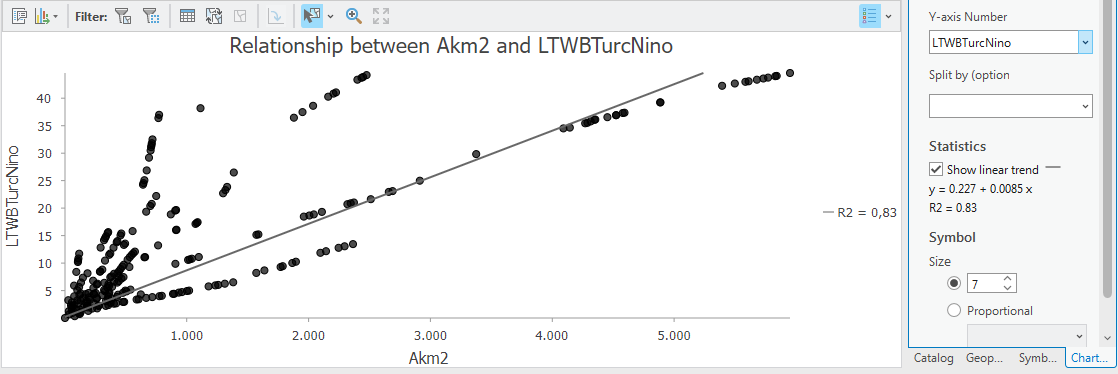 Filter:
Relationship between Akm2 and LTWBTurcNino
LTWBTurcNino
40
35
30
25
20
15
10
5
1.000
2.000
3.000
4.000
5.000
Akm2
R2 = 0,83
Y-axis Number
LTWBTurcNino
Split by (option
Statistics
Show linear trend
y = 0.227 + 0.0085 x
R2 = 0.83
Symbol
Size
7
Proportional
Catalog Geop... Symb... Chart...